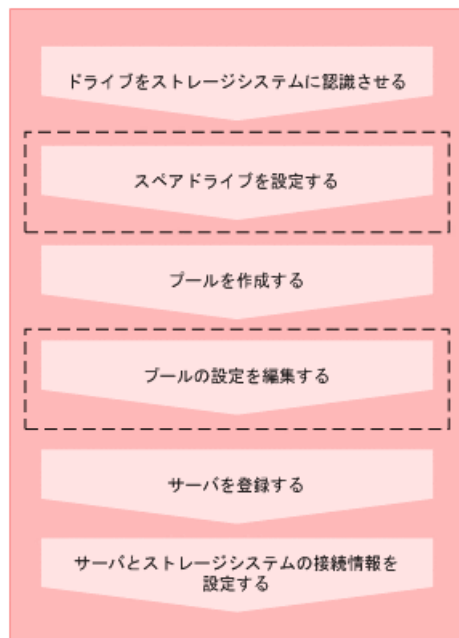 ドライブをストレージシステムに認識させる
スペアドライブを設定する
プールを作成する
プールの設定を編集する
サーバを登録する
サーバとストレージシステムの接続情報を
設定する